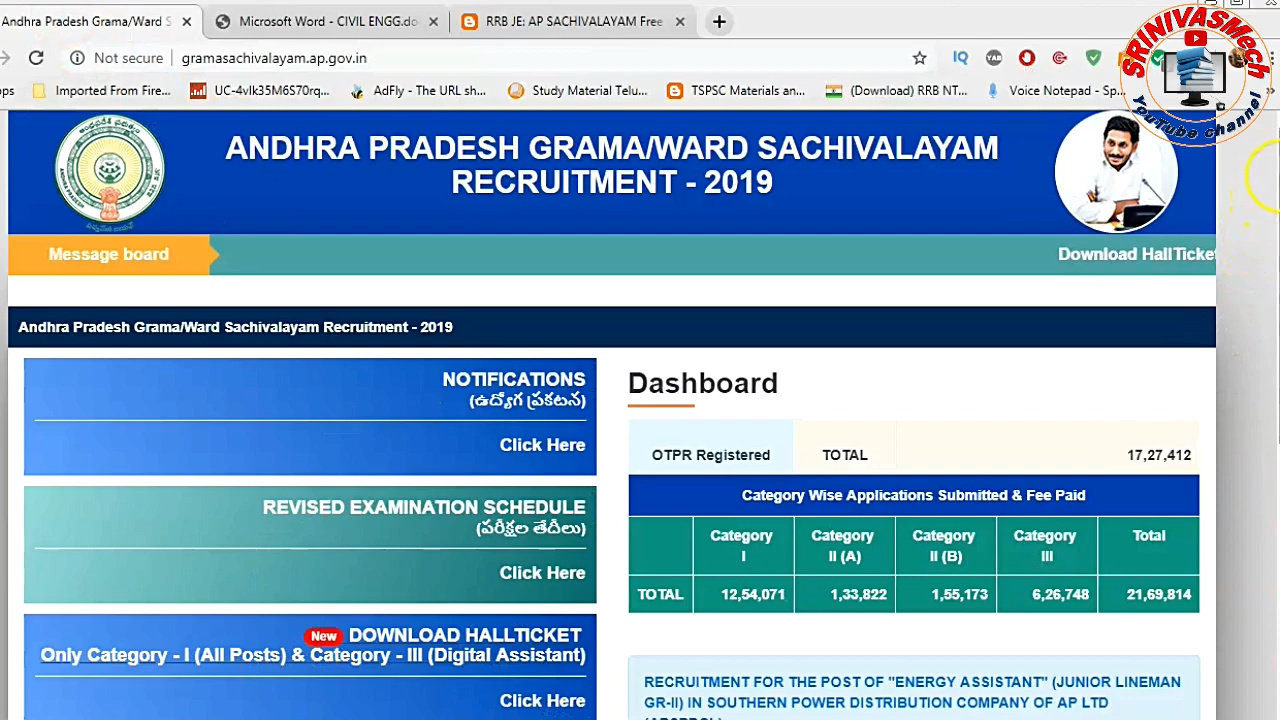 Andhra Pradesh Grama/Ward S
Microsoft Word - CIVIL ENGG.do
RRB JE: AP SACHIVALAYAM Free
Not secure
gramasachivalayam.ap.gov.in
IQ
YAB
ops
Imported From Fire...
UC-4vlk35M6S70rq...
AdFly - The URL sh...
Study Material Telu...
TSPSC Materials an...
(Download) RRB NT...
Voice Notepad - Sp...
SRINIVASMech
YouTube channel
ANDHRA PRADESH GRAMA/WARD SACHIVALAYAM
RECRUITMENT - 2019
Message board
Download HallTicke
Andhra Pradesh Grama/Ward Sachivalayam Recruitment - 2019
NOTIFICATIONS
(ఉద్యోగ ప్రకటన)
Click Here
REVISED EXAMINATION SCHEDULE
(పరీక్షల తేదీలు)
Click Here
New DOWNLOAD HALLTICKET
Only Category - I (All Posts) & Category - III (Digital Assistant)
Click Here
Dashboard
OTPR Registered TOTAL 17,27,412
Category Wise Applications Submitted & Fee Paid
Category I Category II (A) Category II (B) Category III Total
TOTAL 12,54,071 1,33,822 1,55,173 6,26,748 21,69,814
RECRUITMENT FOR THE POST OF "ENERGY ASSISTANT" (JUNIOR LINEMAN
GR-II) IN SOUTHERN POWER DISTRIBUTION COMPANY OF AP LTD